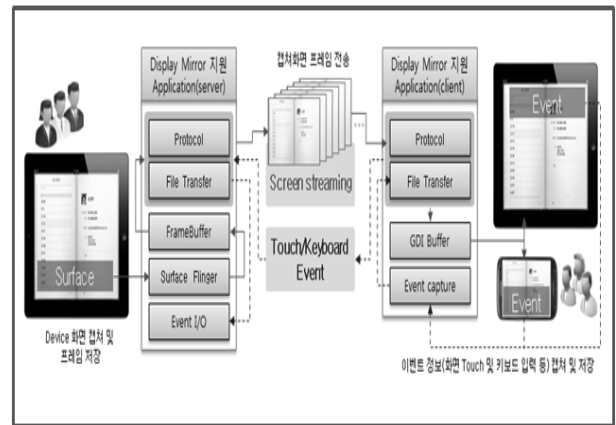 Display Mirror 지원
Application(server)
Protocol
File Transfer
FrameBuffer
Surface Flinger
Event I/O
Surface
Device 화면 캡쳐 및
프레임 저장
캡쳐화면 프레임 전송
Screen streaming
Touch/Keyboard
Event
Display Mirror 지원
Application(client)
Protocol
File Transfer
GDI Buffer
Event capture
Event
Event
이벤트 정보(화면 Touch 및 키보드 입력 등) 캡쳐 및 저장